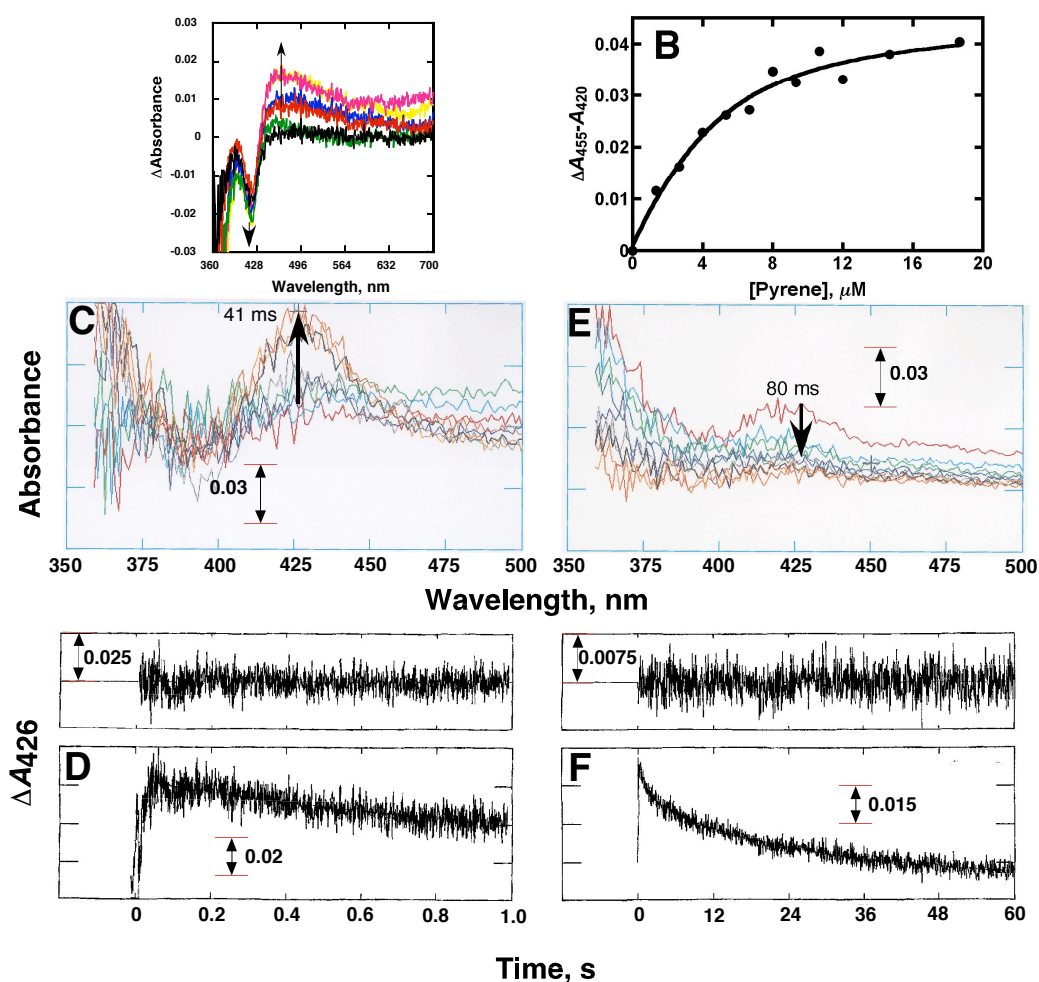 0.03
0.02
0.01
0
-0.01
-0.02
-0.03
ΔAbsorbance
360 428 496 564 632 700
Wavelength, nm
B
0.04
0.03
0.02
0.01
0
ΔA455-A420
0 4 8 12 16 20
[Pyrene], μM
C
41 ms
0.03
Absorbance
350 375 400 425 450 475 500
E
80 ms
0.03
350 375 400 425 450 475 500
Wavelength, nm
0.025
0.0075
ΔA426
D
0.02
0 0.2 0.4 0.6 0.8 1.0
F
0.015
0 12 24 36 48 60
Time, s